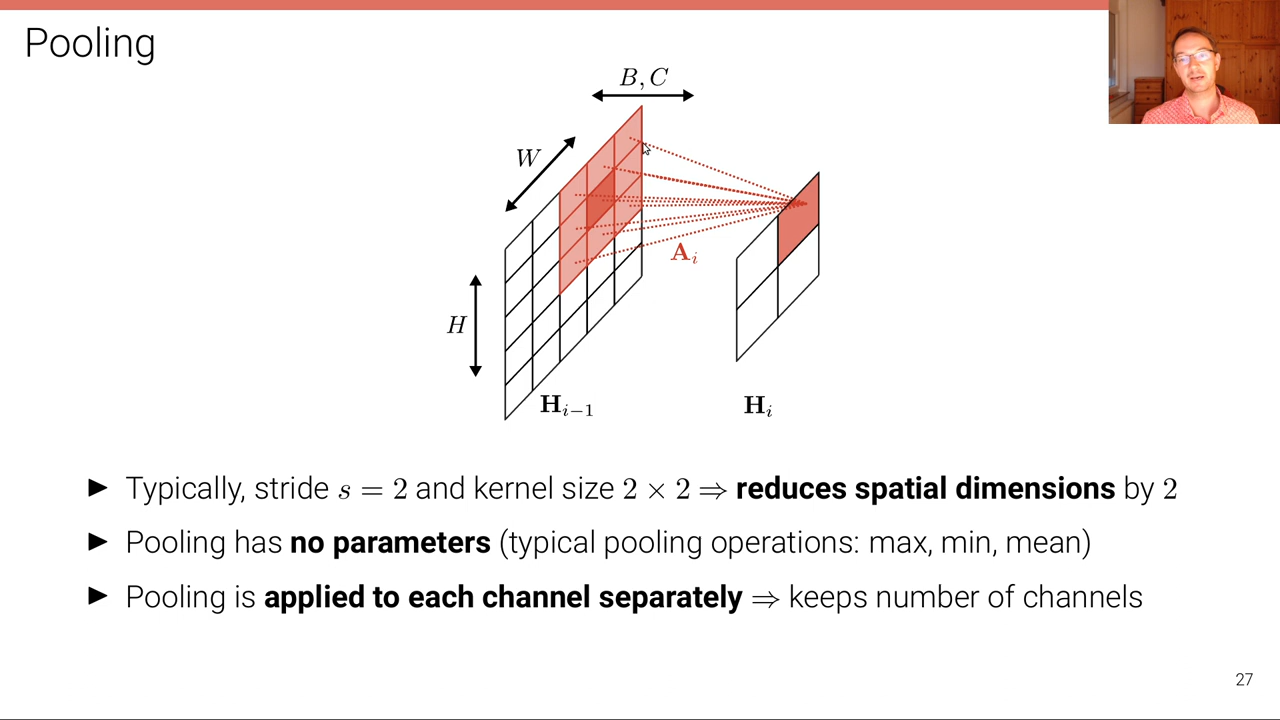 Pooling
B, C
W
A_i
H
H_{i−1}
H_i
► Typically, stride s = 2 and kernel size 2 × 2 ⇒ reduces spatial dimensions by 2
► Pooling has no parameters (typical pooling operations: max, min, mean)
► Pooling is applied to each channel separately ⇒ keeps number of channels
27